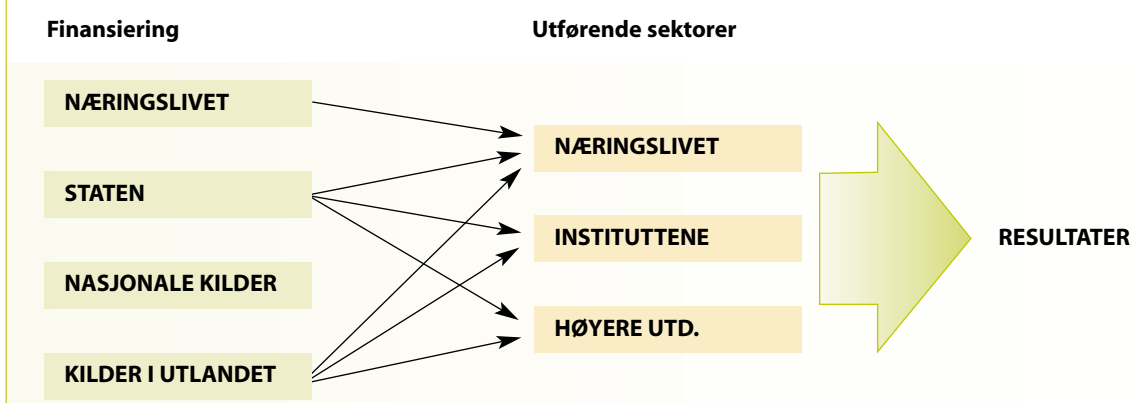 Finansiering
Utførende sektorer
NÆRINGSLIVET
STATEN
NASJONALE KILDER
KILDER I UTLANDET
NÆRINGSLIVET
INSTITUTTENE
HØYERE UTD.
RESULTATER